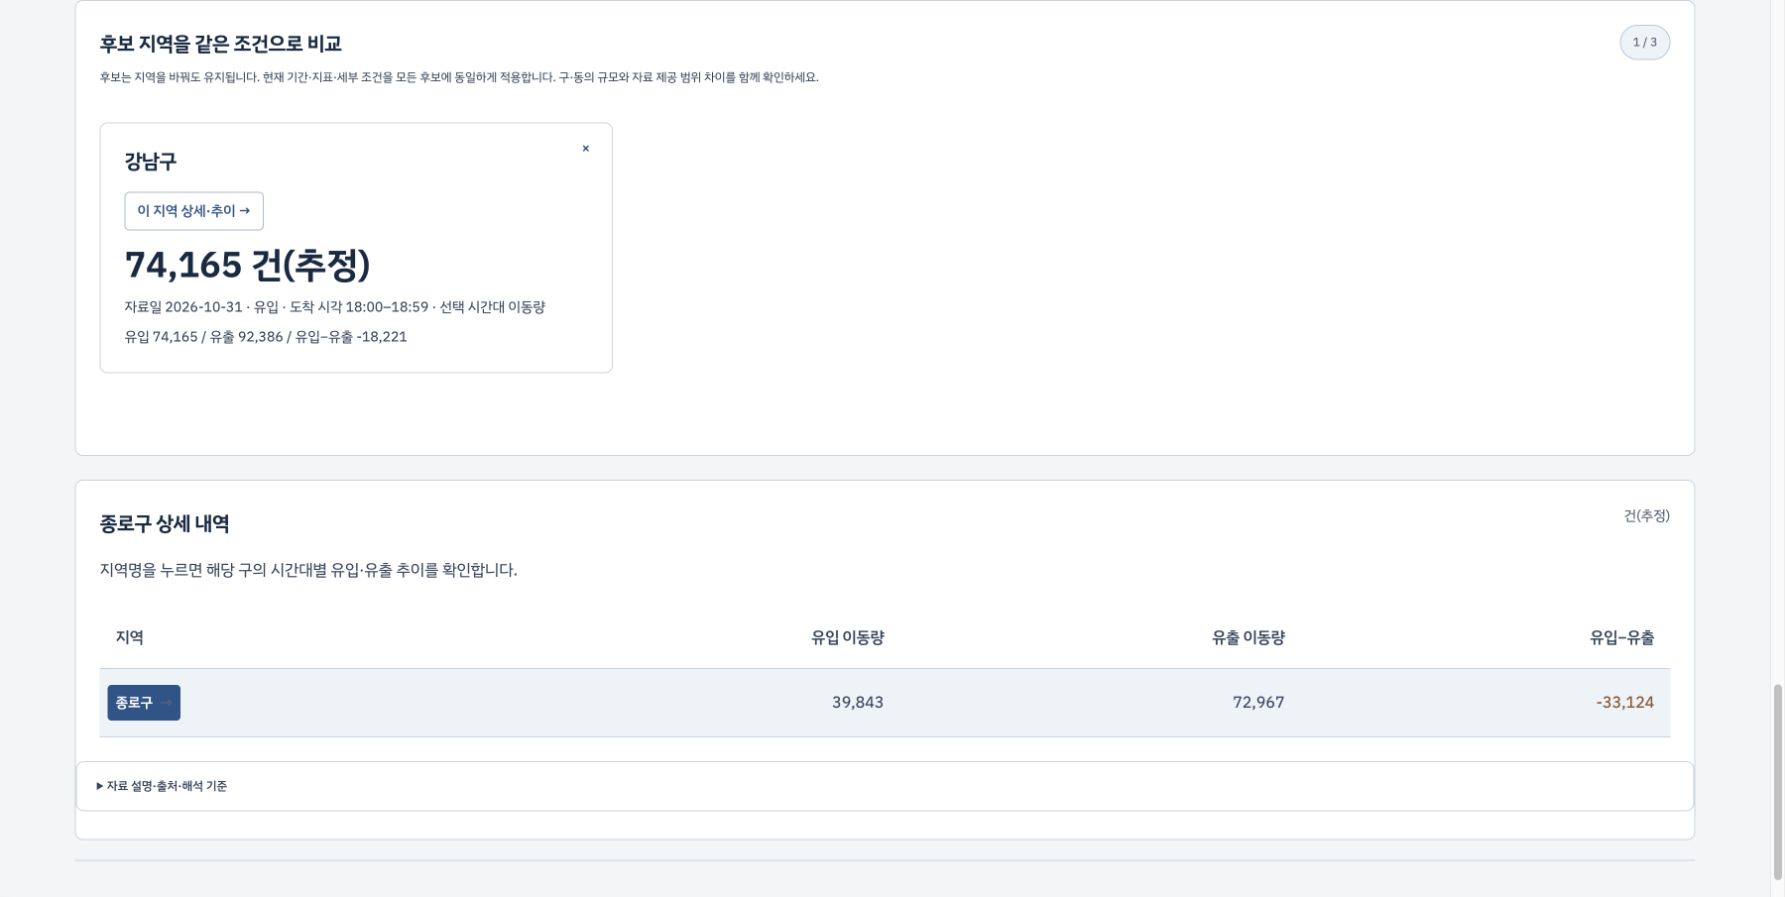 후보 지역을 같은 조건으로 비교
1 / 3
후보는 지역을 바꿔도 유지됩니다. 현재 기간·지표·세부 조건을 모든 후보에 동일하게 적용합니다. 구·동의 규모와 자료 제공 범위 차이를 함께 확인하세요.
강남구
×
이 지역 상세·추이 →
74,165 건(추정)
자료일 2026-10-31 · 유입 · 도착 시각 18:00–18:59 · 선택 시간대 이동량
유입 74,165 / 유출 92,386 / 유입−유출 -18,221
종로구 상세 내역
건(추정)
지역명을 누르면 해당 구의 시간대별 유입·유출 추이를 확인합니다.
지역 유입 이동량 유출 이동량 유입−유출
종로구 → 39,843 72,967 -33,124
▶ 자료 설명·출처·해석 기준